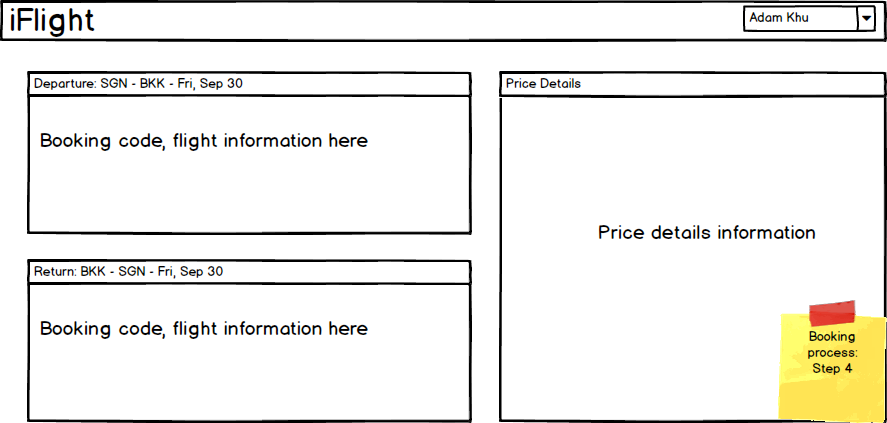 iFlight
Adam Khu
Departure: SGN - BKK - Fri, Sep 30
Booking code, flight information here
Return: BKK - SGN - Fri, Sep 30
Booking code, flight information here
Price Details
Price details information
Booking
process:
Step 4